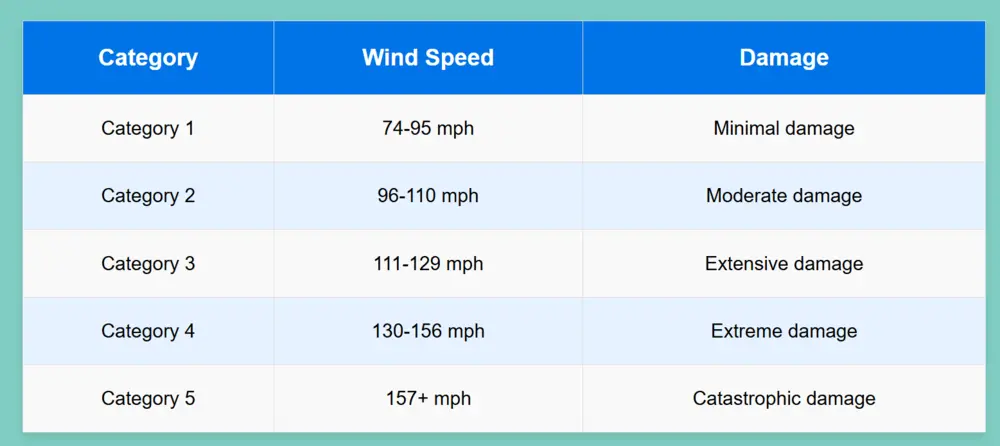 Category Wind Speed Damage
Category 1 74-95 mph Minimal damage
Category 2 96-110 mph Moderate damage
Category 3 111-129 mph Extensive damage
Category 4 130-156 mph Extreme damage
Category 5 157+ mph Catastrophic damage